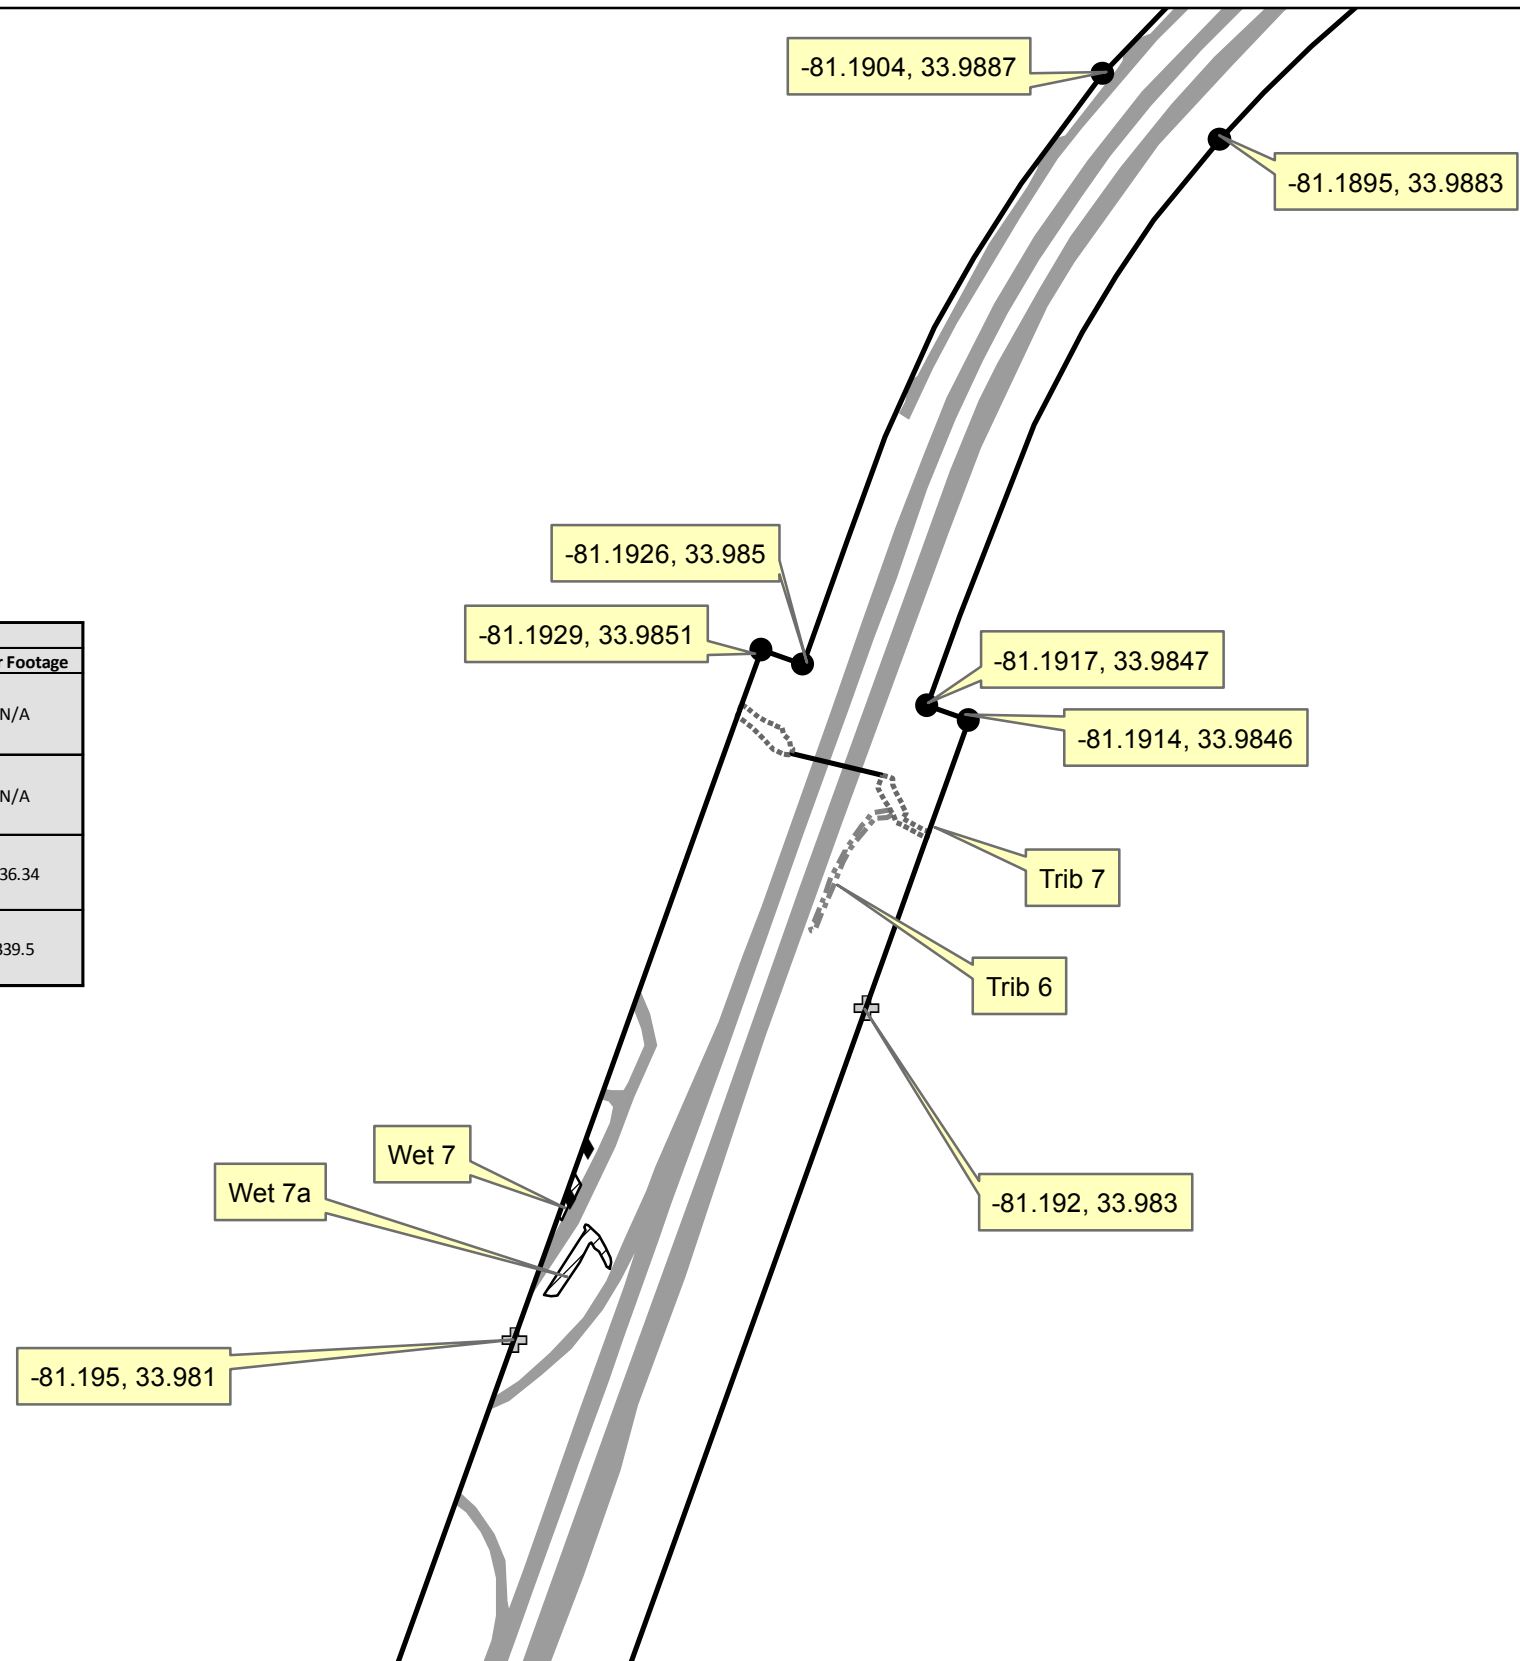 -81.1904, 33.9887
-81.1895, 33.9883
-81.1926, 33.985
-81.1929, 33.9851
-81.1917, 33.9847
-81.1914, 33.9846
Footage
N/A
N/A
36.34
339.5
Trib 7
Trib 6
Wet 7
Wet 7a
-81.192, 33.983
-81.195, 33.981